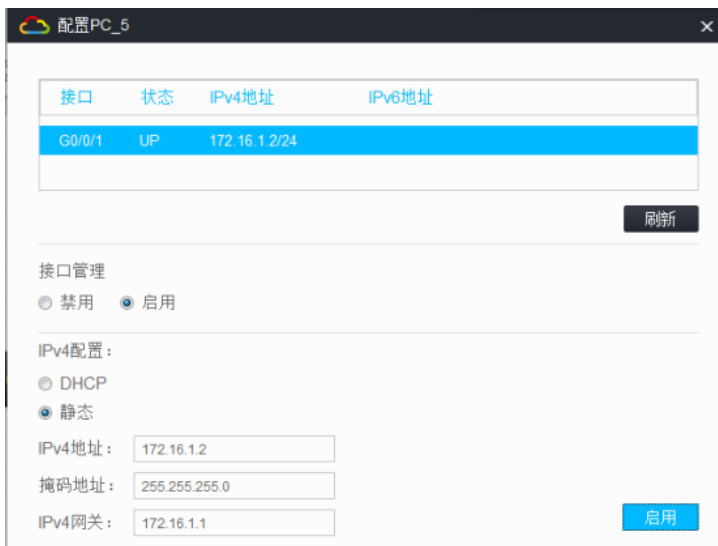 配置PC_5
接口 状态 IPv4地址 IPv6地址
G0/0/1 UP 172.16.1.2/24
刷新
接口管理
禁用 启用
IPv4配置：
DHCP
静态
IPv4地址： 172.16.1.2
掩码地址： 255.255.255.0
IPv4网关： 172.16.1.1
启用